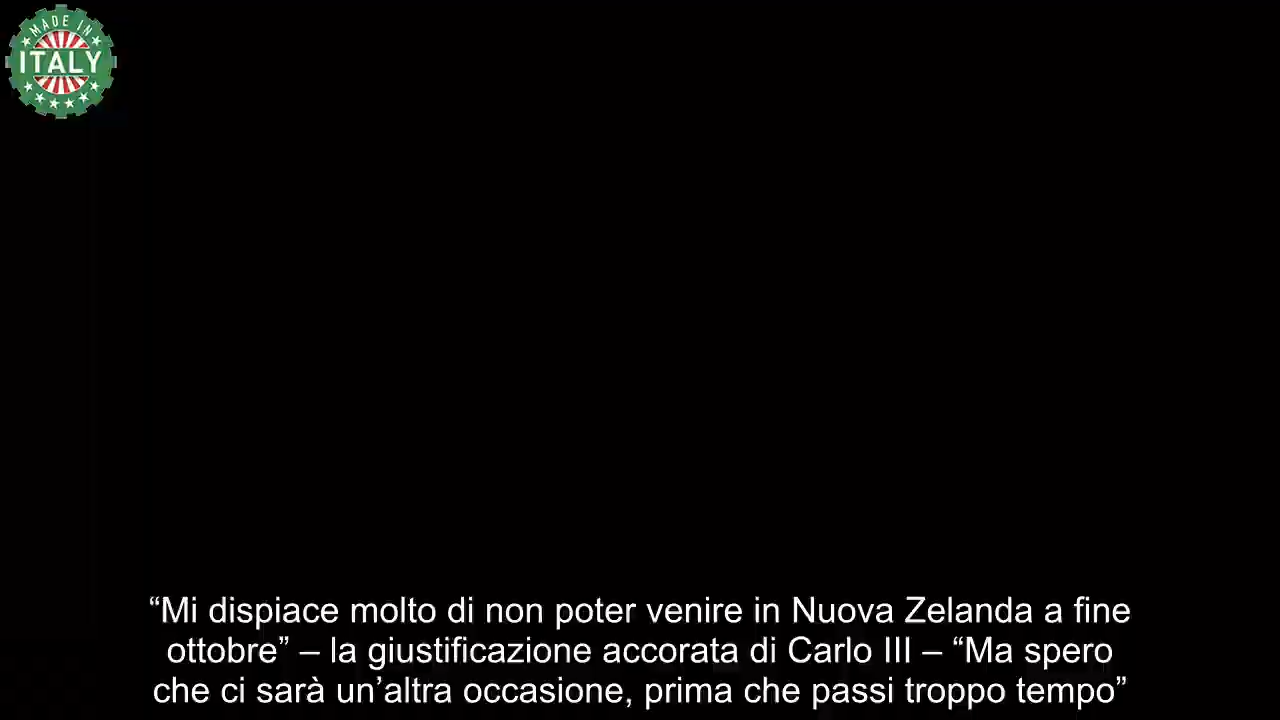 MADE IN
ITALY
“Mi dispiace molto di non poter venire in Nuova Zelanda a fine
ottobre” – la giustificazione accorata di Carlo III – “Ma spero
che ci sarà un’altra occasione, prima che passi troppo tempo”